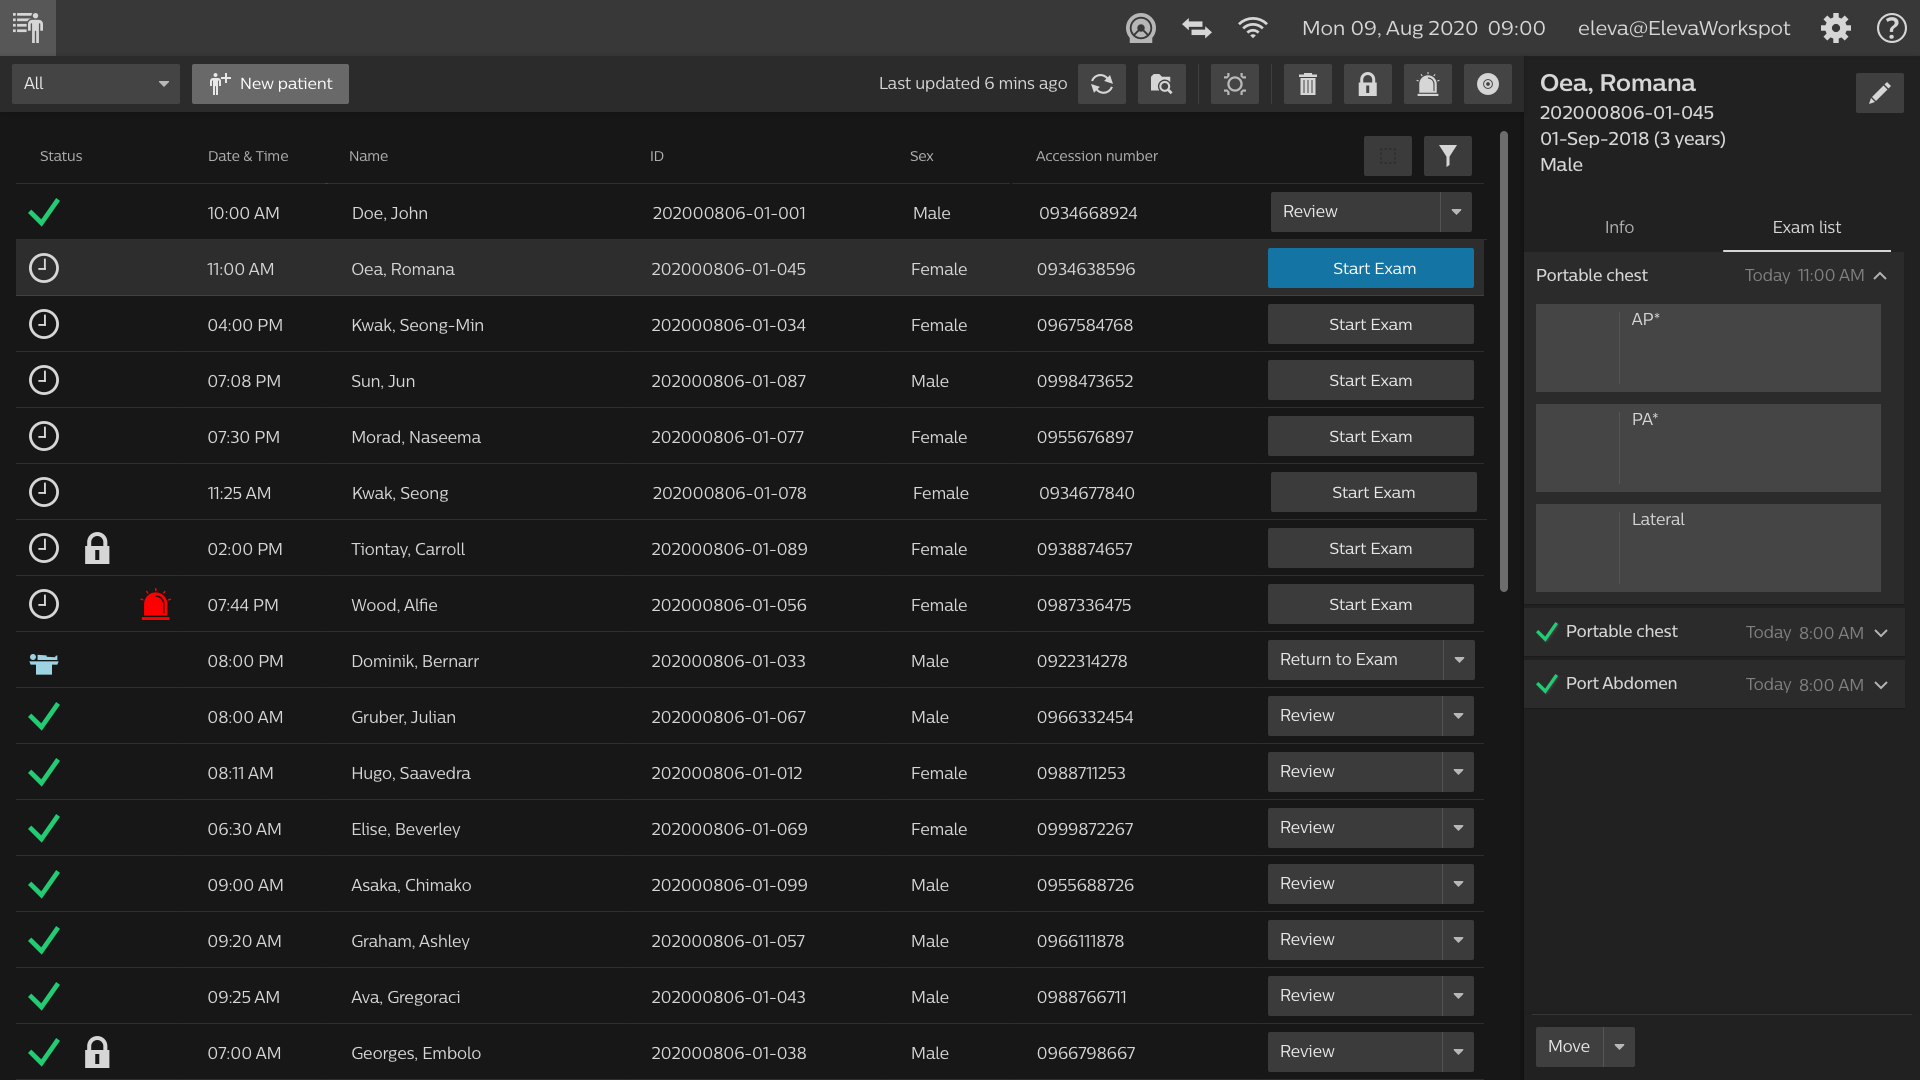 Mon 09, Aug 2020 09:00 eleva@ElevaWorkspot
All New patient Last updated 6 mins ago
Status Date & Time Name ID Sex Accession number
10:00 AM Doe, John 202000806-01-001 Male 0934668924 Review
11:00 AM Oea, Romana 202000806-01-045 Female 0934638596 Start Exam
04:00 PM Kwak, Seong-Min 202000806-01-034 Female 0967584768 Start Exam
07:08 PM Sun, Jun 202000806-01-087 Male 0998473652 Start Exam
07:30 PM Morad, Naseema 202000806-01-077 Female 0955676897 Start Exam
11:25 AM Kwak, Seong 202000806-01-078 Female 0934677840 Start Exam
02:00 PM Tiontay, Carroll 202000806-01-089 Female 0938874657 Start Exam
07:44 PM Wood, Alfie 202000806-01-056 Female 0987336475 Start Exam
08:00 PM Dominik, Bernarr 202000806-01-033 Male 0922314278 Return to Exam
08:00 AM Gruber, Julian 202000806-01-067 Male 0966332454 Review
08:11 AM Hugo, Saavedra 202000806-01-012 Female 0988711253 Review
06:30 AM Elise, Beverley 202000806-01-069 Female 0999872267 Review
09:00 AM Asaka, Chimako 202000806-01-099 Male 0955688726 Review
09:20 AM Graham, Ashley 202000806-01-057 Male 0966111878 Review
09:25 AM Ava, Gregoraci 202000806-01-043 Male 0988766711 Review
07:00 AM Georges, Embolo 202000806-01-038 Male 0966798667 Review
Oea, Romana
202000806-01-045
01-Sep-2018 (3 years)
Male
Info Exam list
Portable chest Today 11:00 AM
AP*
PA*
Lateral
Portable chest Today 8:00 AM
Port Abdomen Today 8:00 AM
Move